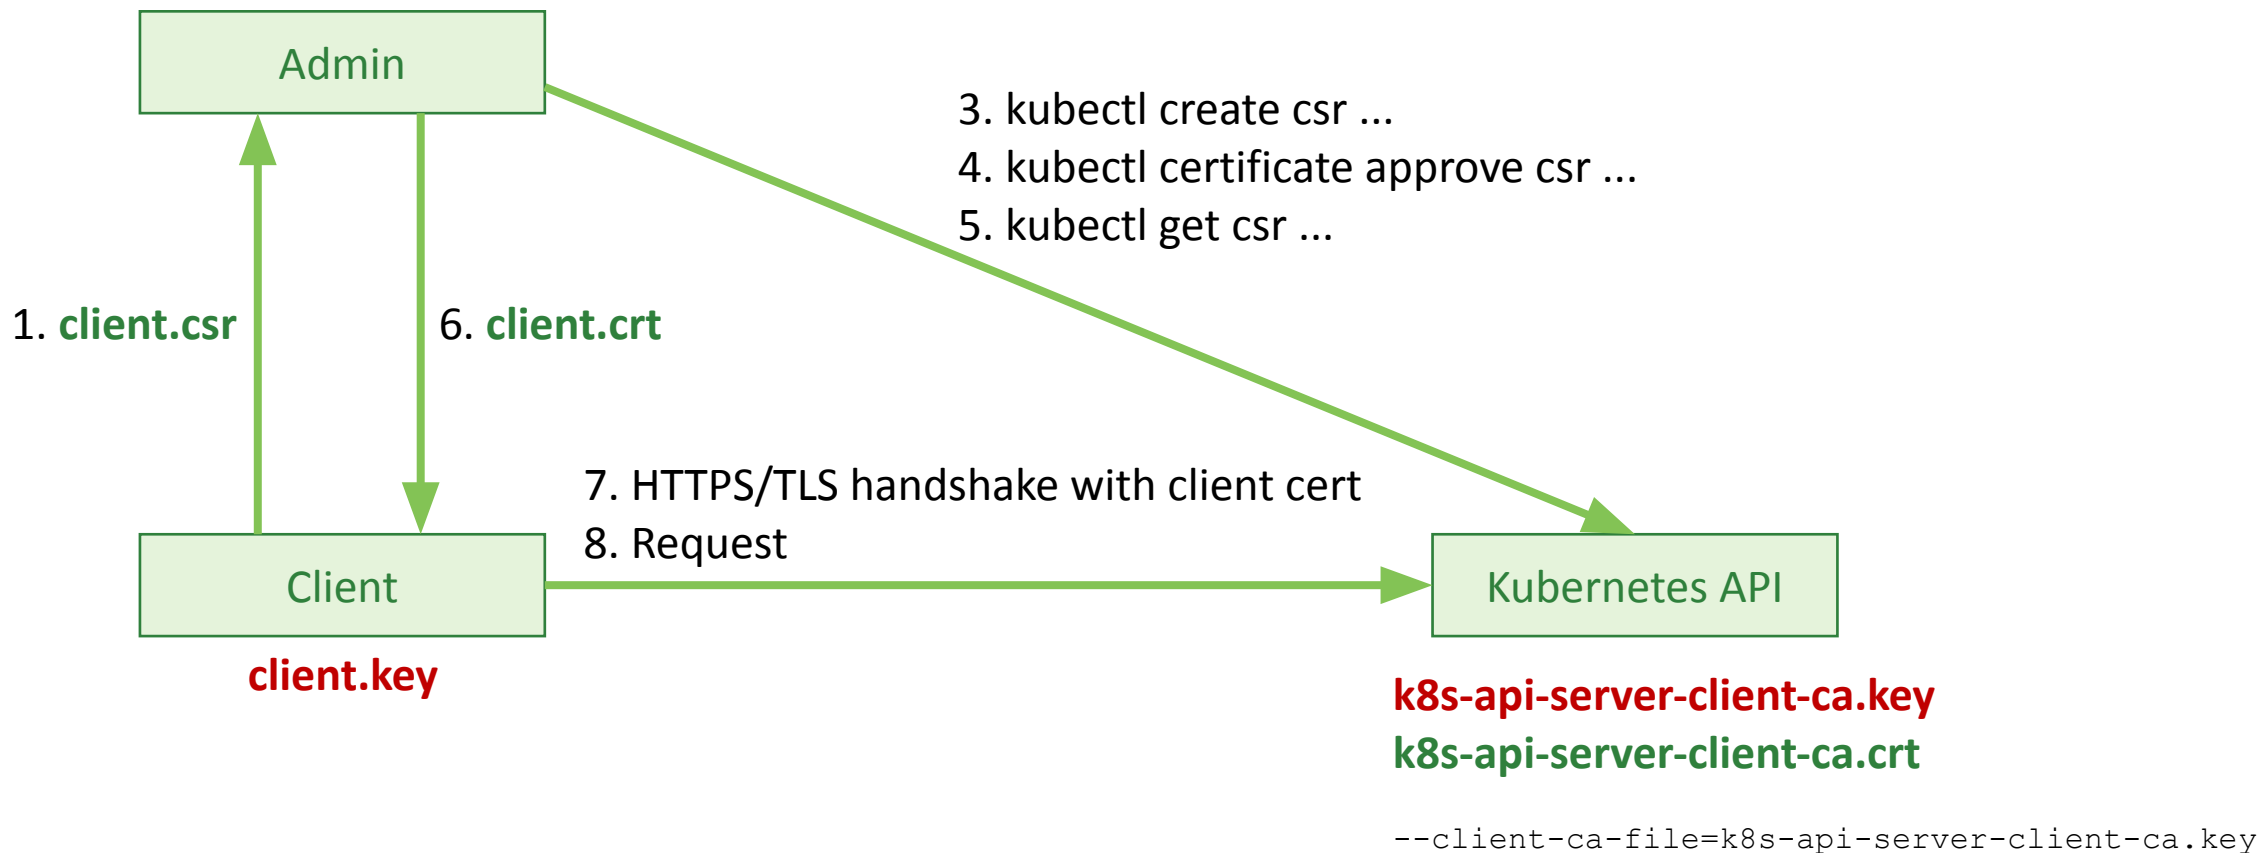 Admin
3. kubectl create csr ...
4. kubectl certificate approve csr ...
5. kubectl get csr ...
1. client.csr
6. client.crt
7. HTTPS/TLS handshake with client cert
8. Request
Client
Kubernetes API
client.key
k8s-api-server-client-ca.key
k8s-api-server-client-ca.crt
--client-ca-file=k8s-api-server-client-ca.key